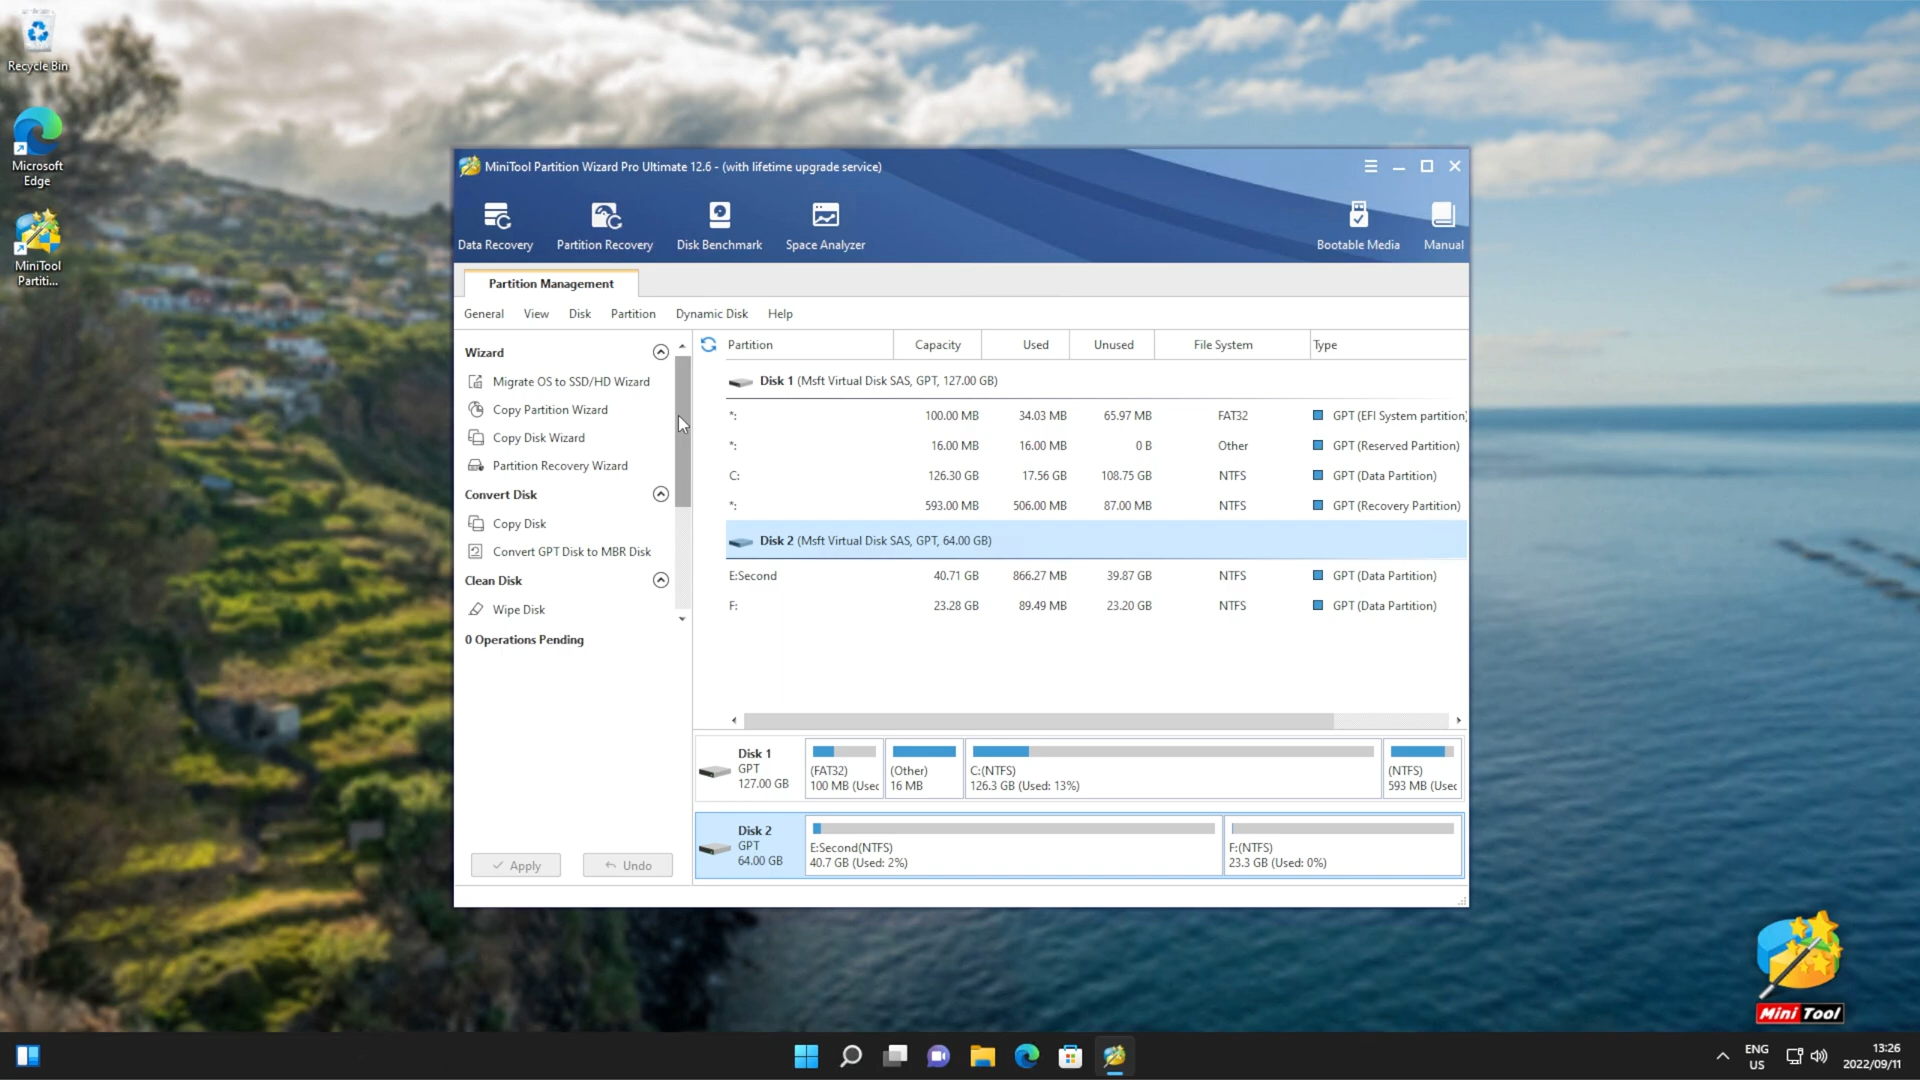 Recycle Bin
Microsoft
Edge
MiniTool
Partiti...
MiniTool Partition Wizard Pro Ultimate 12.6 - (with lifetime upgrade service)
Data Recovery
Partition Recovery
Disk Benchmark
Space Analyzer
Bootable Media
Manual
Partition Management
General View Disk Partition Dynamic Disk Help
Wizard
Migrate OS to SSD/HD Wizard
Copy Partition Wizard
Copy Disk Wizard
Partition Recovery Wizard
Convert Disk
Copy Disk
Convert GPT Disk to MBR Disk
Clean Disk
Wipe Disk
0 Operations Pending
Apply
Undo
Partition Capacity Used Unused File System Type
Disk 1 (Msft Virtual Disk SAS, GPT, 127.00 GB)
*: 100.00 MB 34.03 MB 65.97 MB FAT32 GPT (EFI System partition)
*: 16.00 MB 16.00 MB 0 B Other GPT (Reserved Partition)
C: 126.30 GB 17.56 GB 108.75 GB NTFS GPT (Data Partition)
*: 593.00 MB 506.00 MB 87.00 MB NTFS GPT (Recovery Partition)
Disk 2 (Msft Virtual Disk SAS, GPT, 64.00 GB)
E:Second 40.71 GB 866.27 MB 39.87 GB NTFS GPT (Data Partition)
F: 23.28 GB 89.49 MB 23.20 GB NTFS GPT (Data Partition)
Disk 1
GPT
127.00 GB
(FAT32)
100 MB (Usec
(Other)
16 MB
C:(NTFS)
126.3 GB (Used: 13%)
(NTFS)
593 MB (Usec
Disk 2
GPT
64.00 GB
E:Second(NTFS)
40.7 GB (Used: 2%)
F:(NTFS)
23.3 GB (Used: 0%)
Mini Tool
ENG
US
13:26
2022/09/11